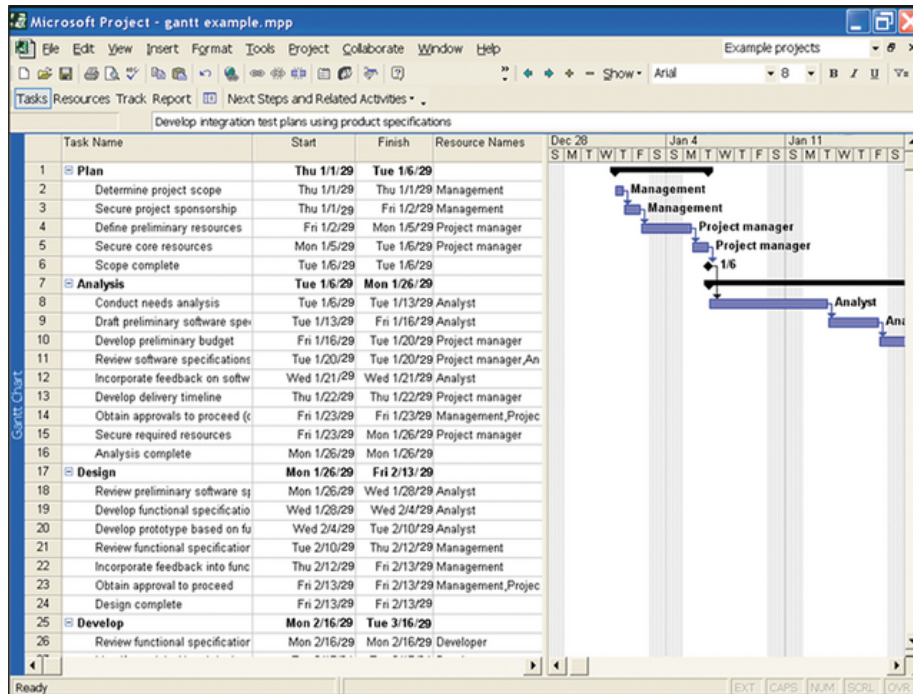 Microsoft Project - gantt example.mpp
File Edit View Insert Format Tools Project Collaborate Window Help Example projects
Show Arial 8 B I U
Tasks Resources Track Report Next Steps and Related Activities
Develop integration test plans using product specifications
Task Name Start Finish Resource Names Dec 28 Jan 4 Jan 11
S M T W T F S S M T W T F S S M T W T F S
1 Plan Thu 1/1/29 Tue 1/6/29
2 Determine project scope Thu 1/1/29 Thu 1/1/29 Management Management
3 Secure project sponsorship Thu 1/1/29 Fri 1/2/29 Management Management
4 Define preliminary resources Fri 1/2/29 Mon 1/5/29 Project manager Project manager
5 Secure core resources Mon 1/5/29 Tue 1/6/29 Project manager Project manager
6 Scope complete Tue 1/6/29 Tue 1/6/29 1/6
7 Analysis Tue 1/6/29 Mon 1/26/29
8 Conduct needs analysis Tue 1/6/29 Tue 1/13/29 Analyst Analyst
9 Draft preliminary software spe Tue 1/13/29 Fri 1/16/29 Analyst Ana
10 Develop preliminary budget Fri 1/16/29 Tue 1/20/29 Project manager
11 Review software specifications Tue 1/20/29 Tue 1/20/29 Project manager,An
12 Incorporate feedback on softw Wed 1/21/29 Wed 1/21/29 Analyst
13 Develop delivery timeline Thu 1/22/29 Thu 1/22/29 Project manager
14 Obtain approvals to proceed (c Fri 1/23/29 Fri 1/23/29 Management,Projec
15 Secure required resources Fri 1/23/29 Mon 1/26/29 Project manager
16 Analysis complete Mon 1/26/29 Mon 1/26/29
17 Design Mon 1/26/29 Fri 2/13/29
18 Review preliminary software sp Mon 1/26/29 Wed 1/28/29 Analyst
19 Develop functional specificatio Wed 1/28/29 Wed 2/4/29 Analyst
20 Develop prototype based on fu Wed 2/4/29 Tue 2/10/29 Analyst
21 Review functional specification Tue 2/10/29 Thu 2/12/29 Management
22 Incorporate feedback into func Thu 2/12/29 Fri 2/13/29 Management
23 Obtain approval to proceed Fri 2/13/29 Fri 2/13/29 Management,Projec
24 Design complete Fri 2/13/29 Fri 2/13/29
25 Develop Mon 2/16/29 Tue 3/16/29
26 Review functional specification Mon 2/16/29 Mon 2/16/29 Developer
Gantt Chart
Ready EXT CAPS NUM SCRL OVR